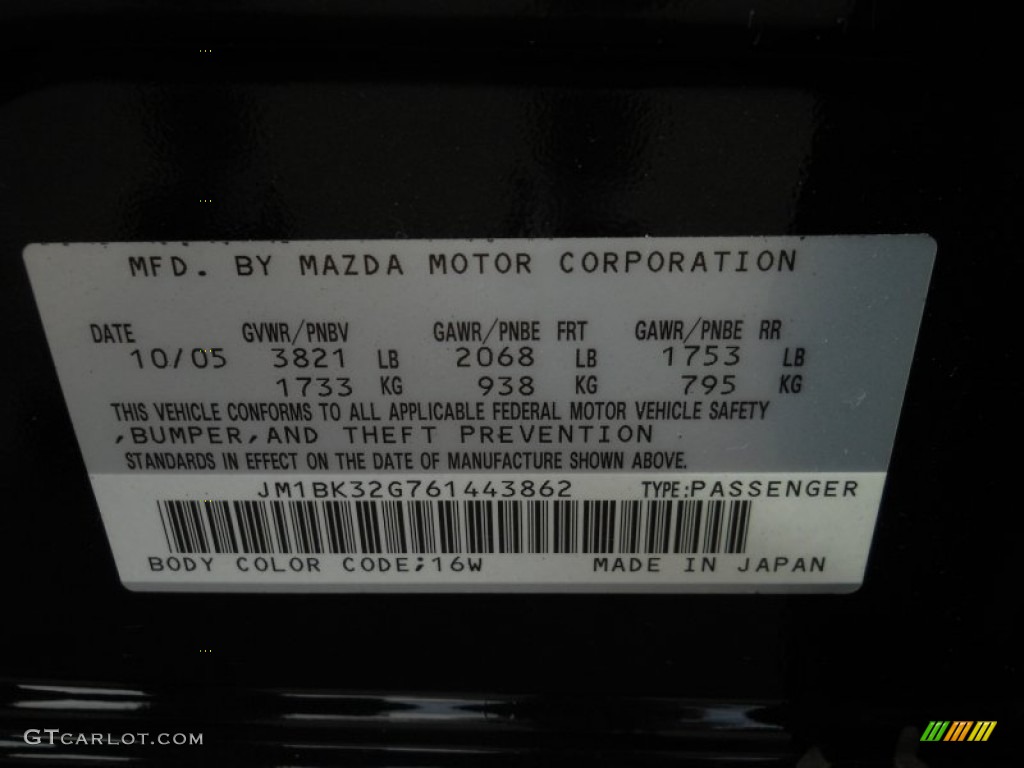 MFD. BY MAZDA MOTOR CORPORATION
DATE GVWR/PNBV GAWR/PNBE FRT GAWR/PNBE RR
10/05 3821 LB 2068 LB 1753 LB
1733 KG 938 KG 795 KG
THIS VEHICLE CONFORMS TO ALL APPLICABLE FEDERAL MOTOR VEHICLE SAFETY
,BUMPER,AND THEFT PREVENTION
STANDARDS IN EFFECT ON THE DATE OF MANUFACTURE SHOWN ABOVE.
JM1BK32G761443862 TYPE:PASSENGER
BODY COLOR CODE;16W MADE IN JAPAN
GTCARLOT.COM